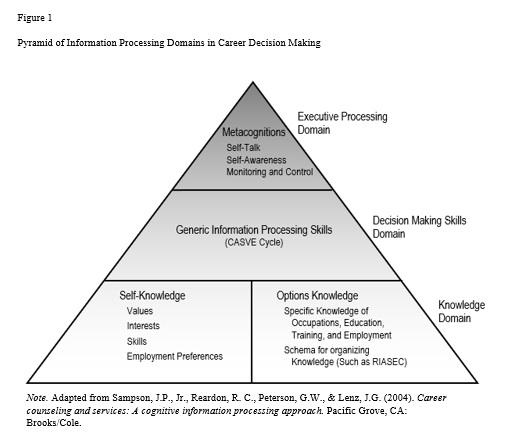 Figure 1
Pyramid of Information Processing Domains in Career Decision Making
Executive Processing
Domain
Metacognitions
Self-Talk
Self-Awareness
Monitoring and Control
Decision Making Skills
Domain
Generic Information Processing Skills
(CASVE Cycle)
Knowledge
Domain
Self-Knowledge
Values
Interests
Skills
Employment Preferences
Options Knowledge
Specific Knowledge of
Occupations, Education,
Training, and Employment
Schema for organizing
Knowledge (Such as RIASEC)
Note. Adapted from Sampson, J.P., Jr., Reardon, R. C., Peterson, G.W., & Lenz, J.G. (2004). Career
counseling and services: A cognitive information processing approach. Pacific Grove, CA:
Brooks/Cole.